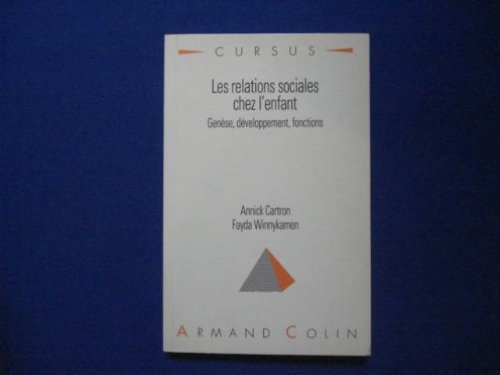 CURSUS
Les relations sociales
chez l'enfant
Genèse, développement, fonctions
Annick Cartron
Fayda Winnykamen
ARMAND COLIN